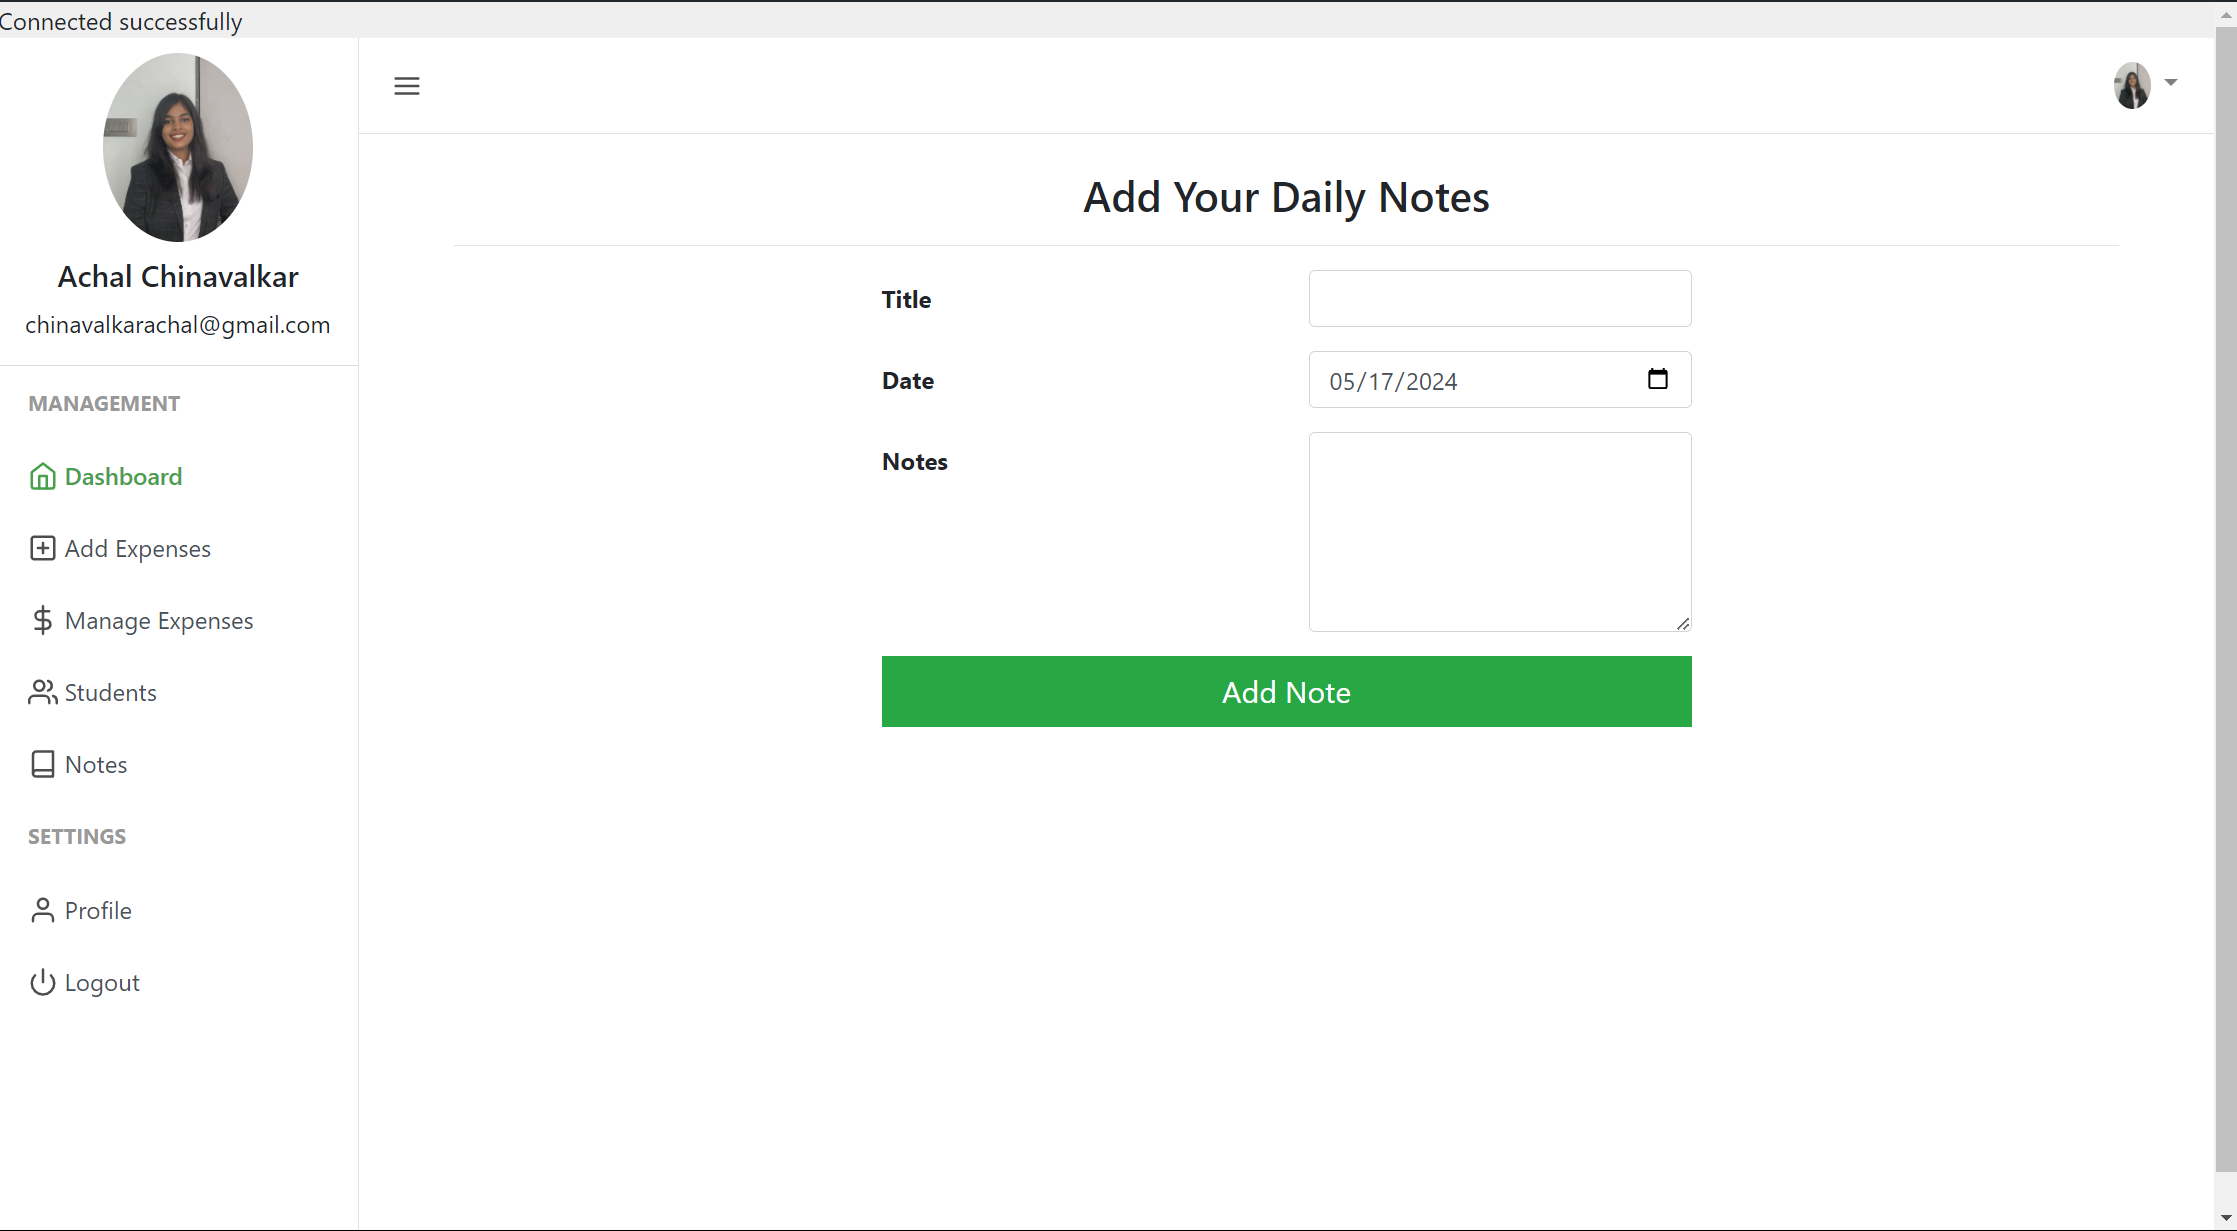 Connected successfully
Achal Chinavalkar
chinavalkarachal@gmail.com
MANAGEMENT
Dashboard
Add Expenses
Manage Expenses
Students
Notes
SETTINGS
Profile
Logout
Add Your Daily Notes
Title
Date
05/17/2024
Notes
Add Note